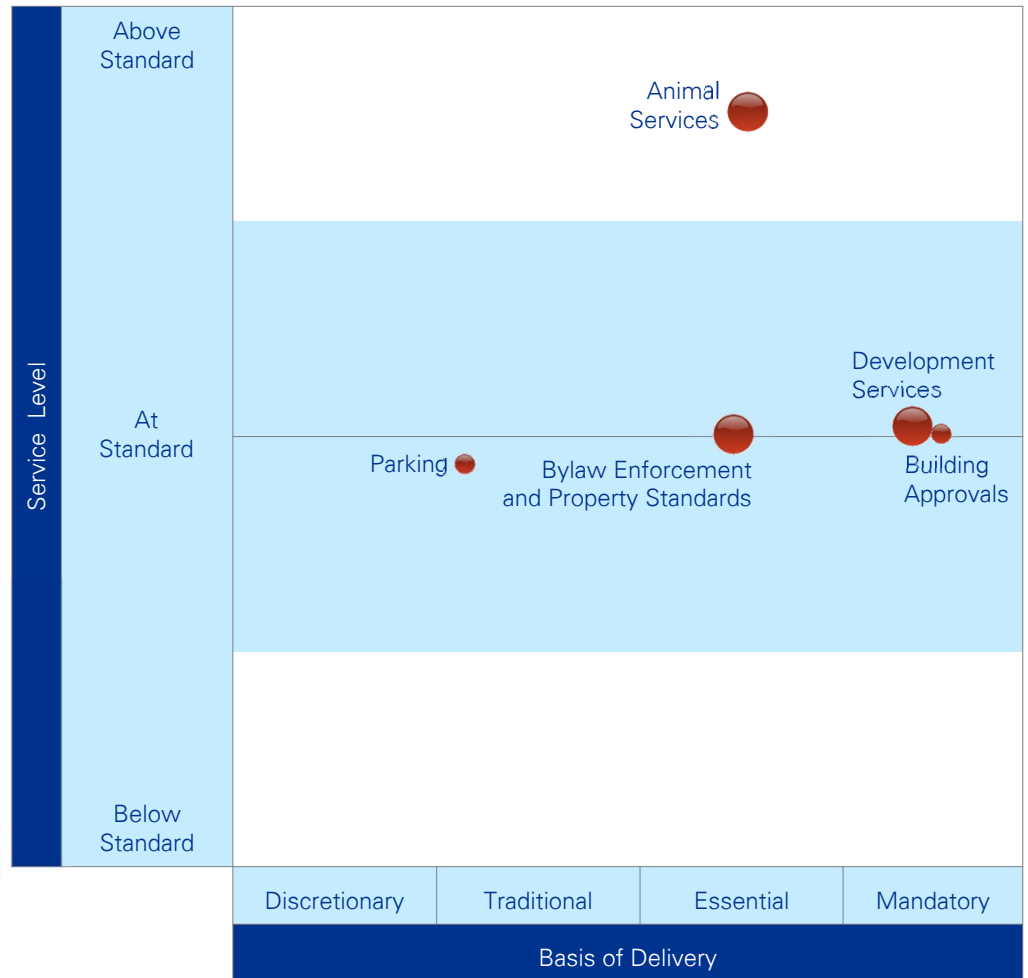 Above
Standard
Animal
Services
Service Level
At
Standard
Development
Services
Parking
Bylaw Enforcement
and Property Standards
Building
Approvals
Below
Standard
Discretionary
Traditional
Essential
Mandatory
Basis of Delivery